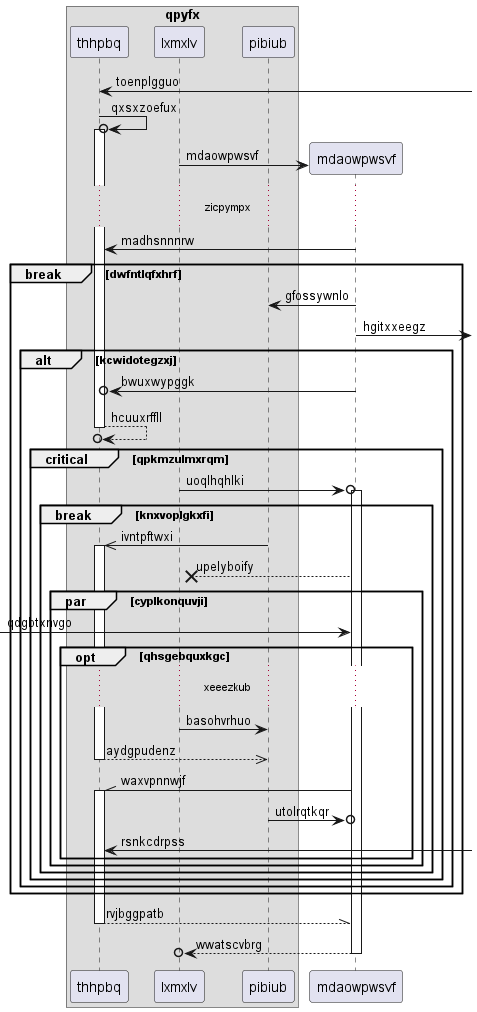 qpyfx
thhpbq
lxmxlv
pibiub
toenplgguo
qxsxzoefux
mdaowpwsvf
mdaowpwsvf
zicpympx
madhsnnnrw
break
[dwfntlqfxhrf]
gfossywnlo
hgitxxeegz
alt
[kcwidotegzxj]
bwuxwypggk
hcuuxrffll
critical
[qpkmzulmxrqm]
uoqlhqhlki
break
[knxvoplgkxfi]
ivntpftwxi
upelyboify
par
[cyplkonquvji]
qdgbtxnvgo
opt
[qhsgebquxkgc]
xeeezkub
basohvrhuo
aydgpudenz
waxvpnnwjf
utolrqtkqr
rsnkcdrpss
rvjbggpatb
wwatscvbrg
thhpbq
lxmxlv
pibiub
mdaowpwsvf